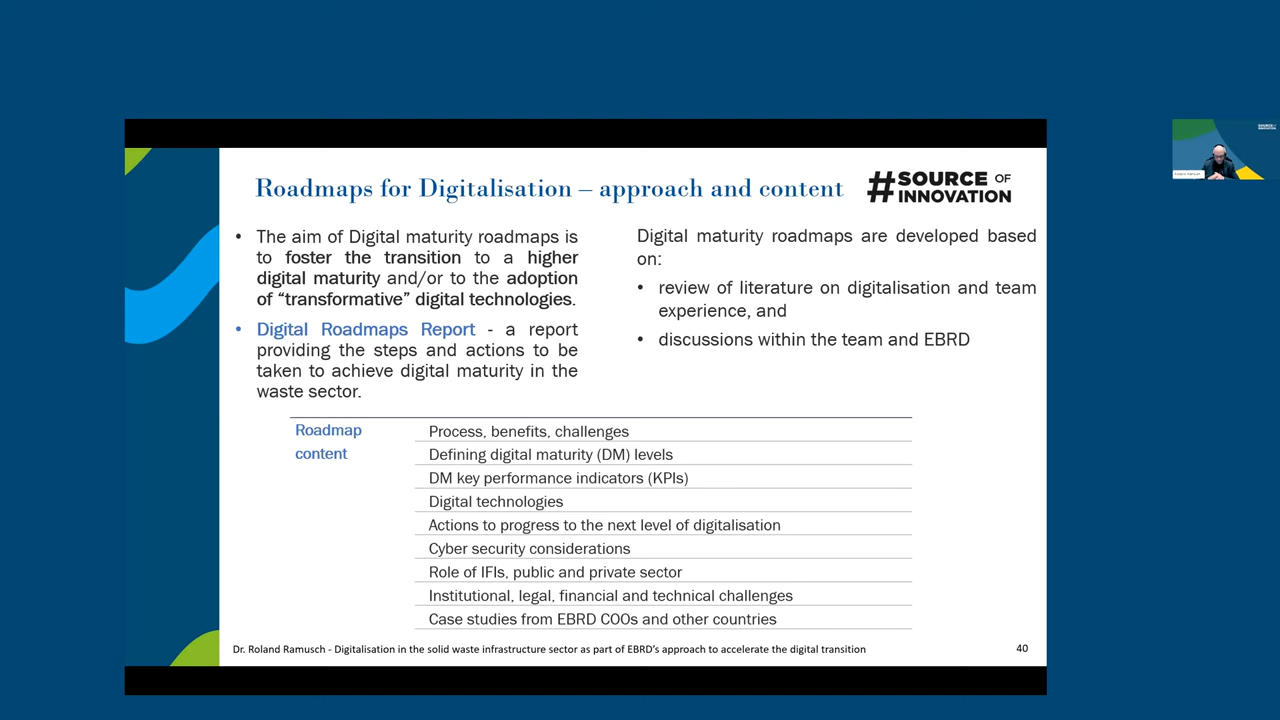 Roadmaps for Digitalisation – approach and content
#SOURCE OF
INNOVATION
• The aim of Digital maturity roadmaps is
to foster the transition to a higher
digital maturity and/or to the adoption
of “transformative” digital technologies.
• Digital Roadmaps Report - a report
providing the steps and actions to be
taken to achieve digital maturity in the
waste sector.
Digital maturity roadmaps are developed based
on:
• review of literature on digitalisation and team
experience, and
• discussions within the team and EBRD
Roadmap
content
Process, benefits, challenges
Defining digital maturity (DM) levels
DM key performance indicators (KPIs)
Digital technologies
Actions to progress to the next level of digitalisation
Cyber security considerations
Role of IFIs, public and private sector
Institutional, legal, financial and technical challenges
Case studies from EBRD COOs and other countries
Dr. Roland Ramusch - Digitalisation in the solid waste infrastructure sector as part of EBRD’s approach to accelerate the digital transition
40